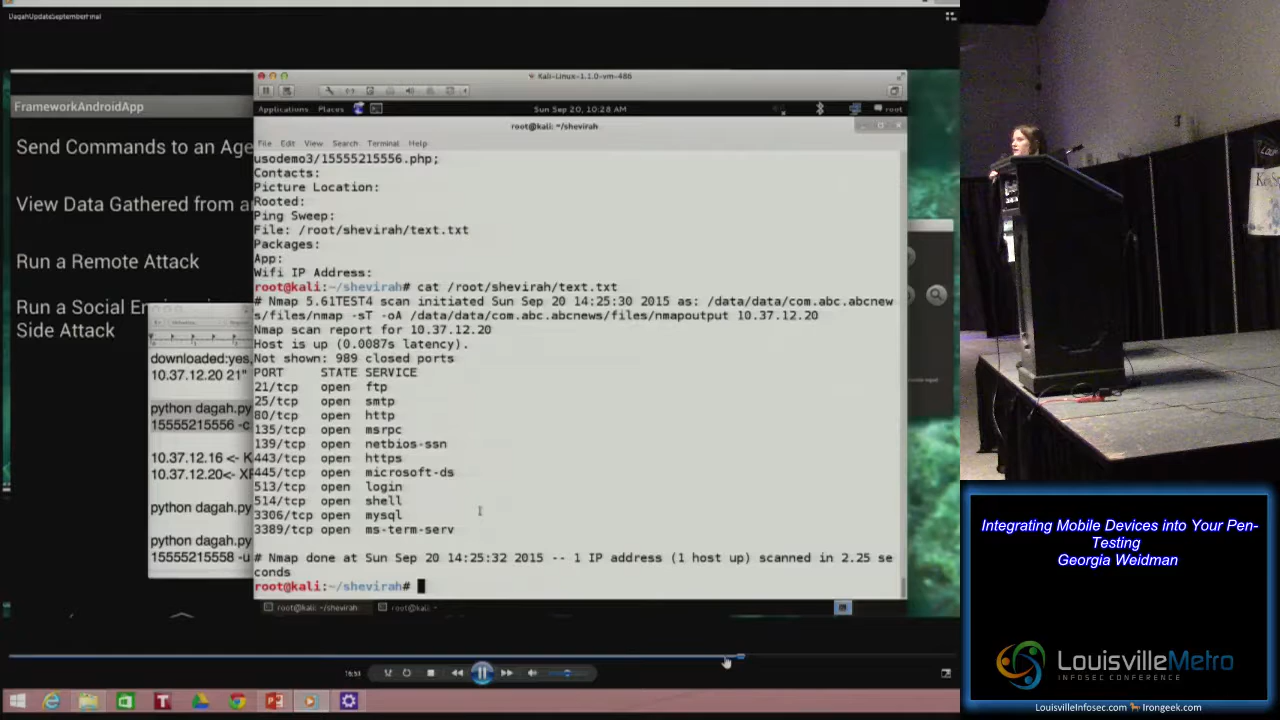 DagahUpdateSeptemberFinal
Kali-Linux-1.1.0-vm-486
FrameworkAndroidApp
Send Commands to an Age
View Data Gathered from a
Run a Remote Attack
Run a Social
Side Attack
Applications Places
Sun Sep 20, 10:28 AM
root
root@kali: ~/shevirah
File Edit View Search Terminal Help
usodemo3/15555215556.php;
Contacts:
Picture Location:
Rooted:
Ping Sweep:
File: /root/shevirah/text.txt
Packages:
App:
Wifi IP Address:
root@kali:~/shevirah# cat /root/shevirah/text.txt
# Nmap 5.61TEST4 scan initiated Sun Sep 20 14:25:30 2015 as: /data/data/com.abc.abcnew
s/files/nmap -sT -oA /data/data/com.abc.abcnews/files/nmapoutput 10.37.12.20
Nmap scan report for 10.37.12.20
Host is up (0.0087s latency).
Not shown: 989 closed ports
PORT STATE SERVICE
21/tcp open ftp
25/tcp open smtp
80/tcp open http
135/tcp open msrpc
139/tcp open netbios-ssn
443/tcp open https
445/tcp open microsoft-ds
513/tcp open login
514/tcp open shell
3306/tcp open mysql
3389/tcp open ms-term-serv
# Nmap done at Sun Sep 20 14:25:32 2015 -- 1 IP address (1 host up) scanned in 2.25 se
conds
root@kali:~/shevirah#
root@kali: ~/shevirah
root@kali: ~
downloaded:yes,
10.37.12.20 21"
python dagah.py
15555215556 -c
10.37.12.16 <- K
10.37.12.20<- XP
python dagah.py
python dagah.py
15555215558 -u
16:53
Integrating Mobile Devices into Your Pen-
Testing
Georgia Weidman
LouisvilleMetro
INFOSEC CONFERENCE
LouisvilleInfosec.com Irongeek.com